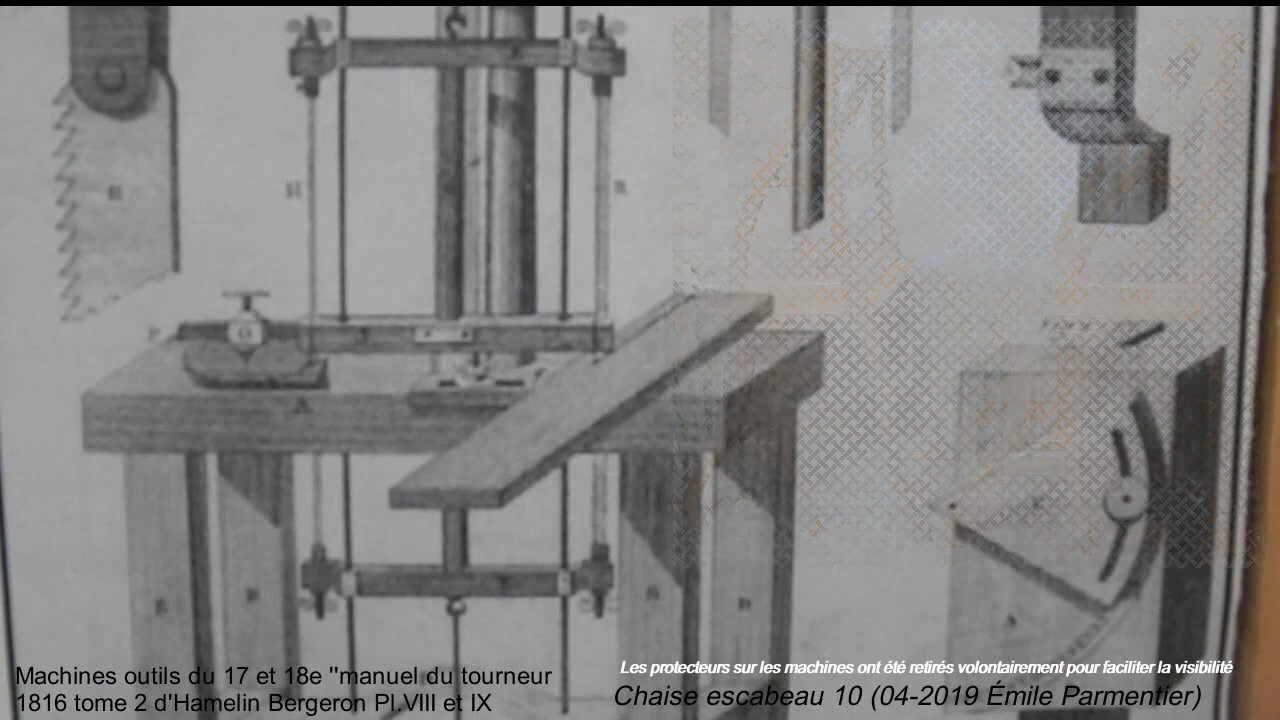 Machines outils du 17 et 18e "manuel du tourneur
1816 tome 2 d'Hamelin Bergeron Pl.VIII et IX
Les protecteurs sur les machines ont été retirés volontairement pour faciliter la visibilité
Chaise escabeau 10 (04-2019 Émile Parmentier)